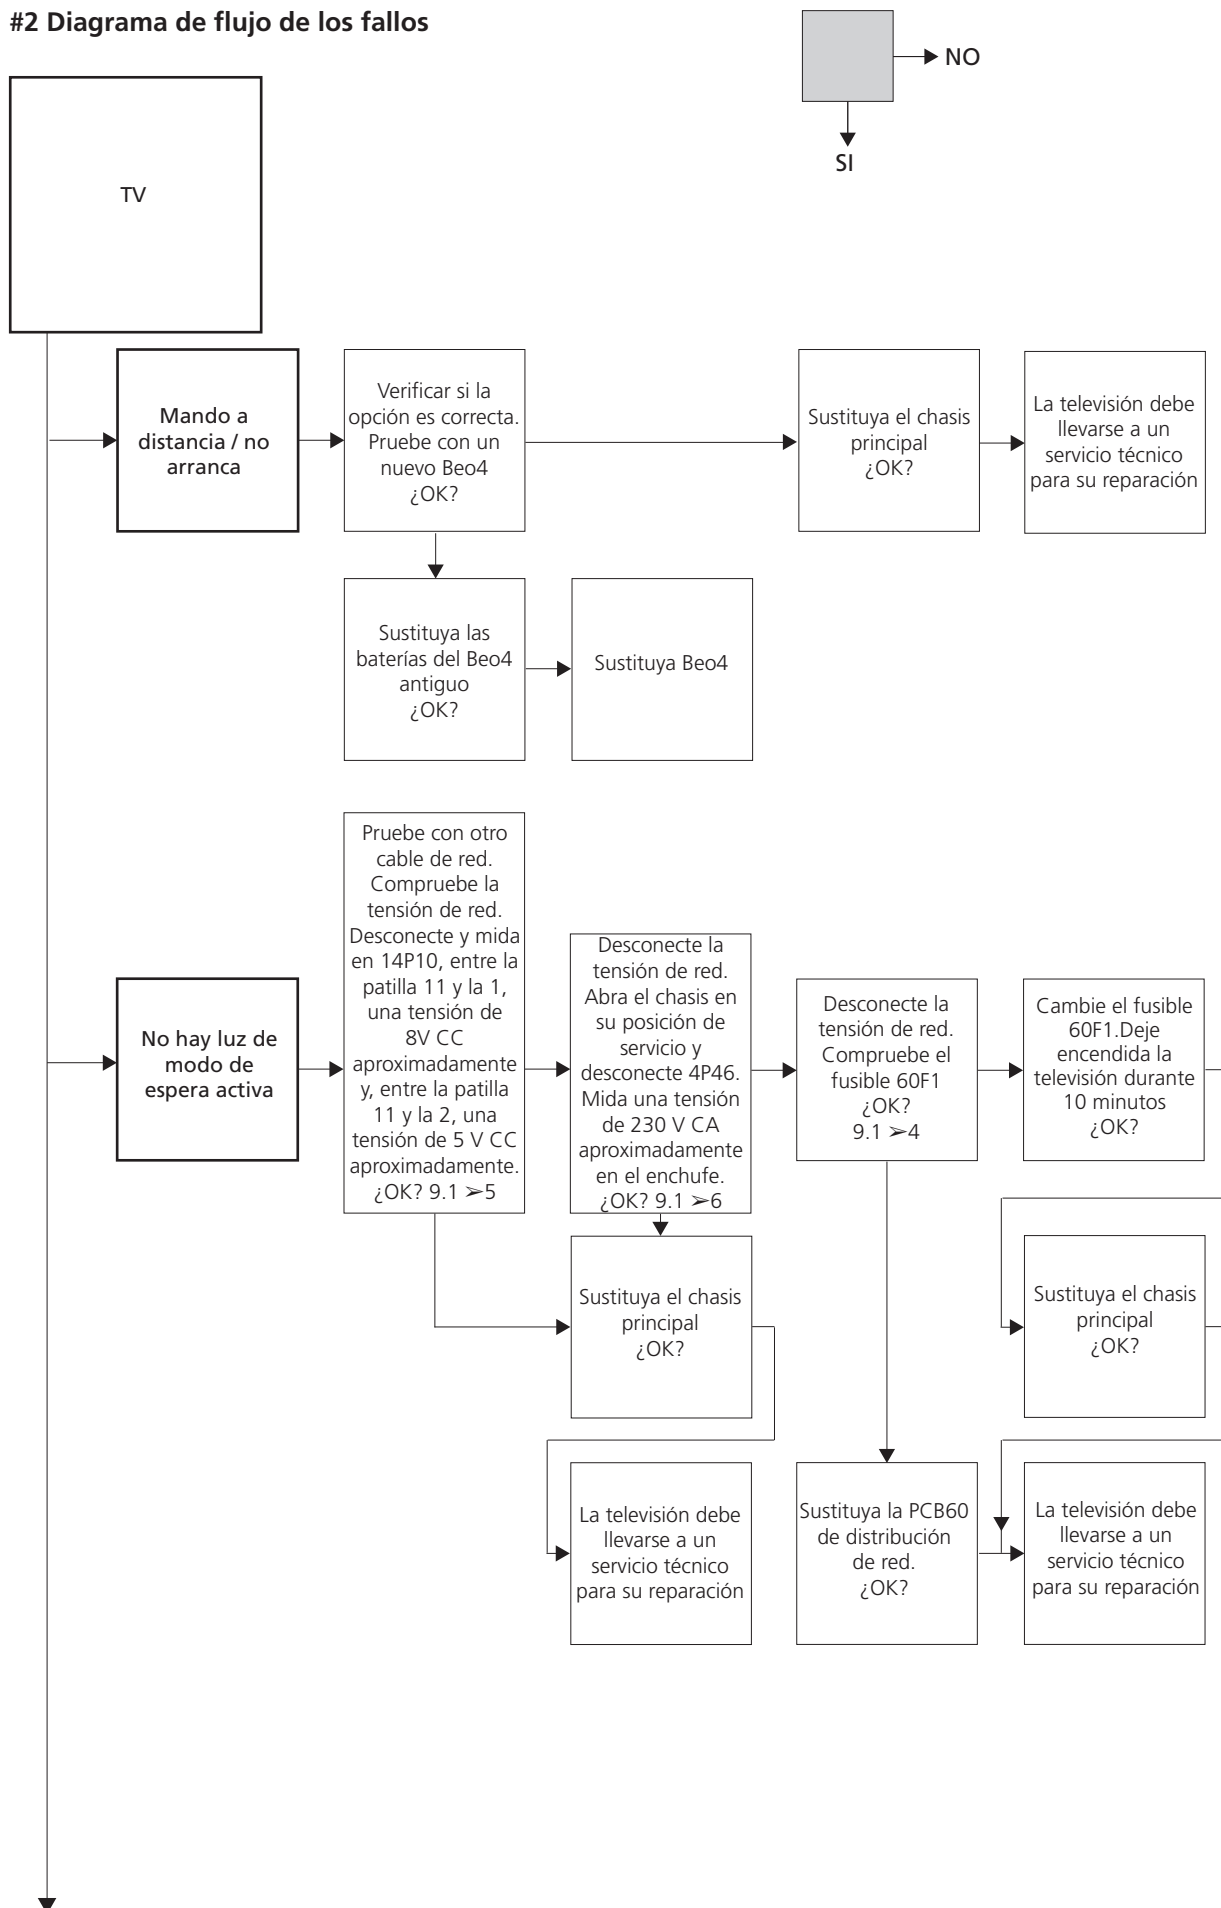 #2 Diagrama de flujo de los fallos
NO
SI
TV
Mando a
distancia / no
arranca
Verificar si la
opción es correcta.
Pruebe con un
nuevo Beo4
¿OK?
Sustituya el chasis
principal
¿OK?
La televisión debe
llevarse a un
servicio técnico
para su reparación
Sustituya las
baterías del Beo4
antiguo
¿OK?
Sustituya Beo4
No hay luz de
modo de
espera activa
Pruebe con otro
cable de red.
Compruebe la
tensión de red.
Desconecte y mida
en 14P10, entre la
patilla 11 y la 1,
una tensión de
8V CC
aproximadamente
y, entre la patilla
11 y la 2, una
tensión de 5 V CC
aproximadamente.
¿OK? 9.1 ➢5
Desconecte la
tensión de red.
Abra el chasis en
su posición de
servicio y
desconecte 4P46.
Mida una tensión
de 230 V CA
aproximadamente
en el enchufe.
¿OK? 9.1 ➢6
Desconecte la
tensión de red.
Compruebe el
fusible 60F1
¿OK?
9.1 ➢4
Cambie el fusible
60F1.Deje
encendida la
televisión durante
10 minutos
¿OK?
Sustituya el chasis
principal
¿OK?
Sustituya el chasis
principal
¿OK?
La televisión debe
llevarse a un
servicio técnico
para su reparación
Sustituya la PCB60
de distribución
de red.
¿OK?
La televisión debe
llevarse a un
servicio técnico
para su reparación